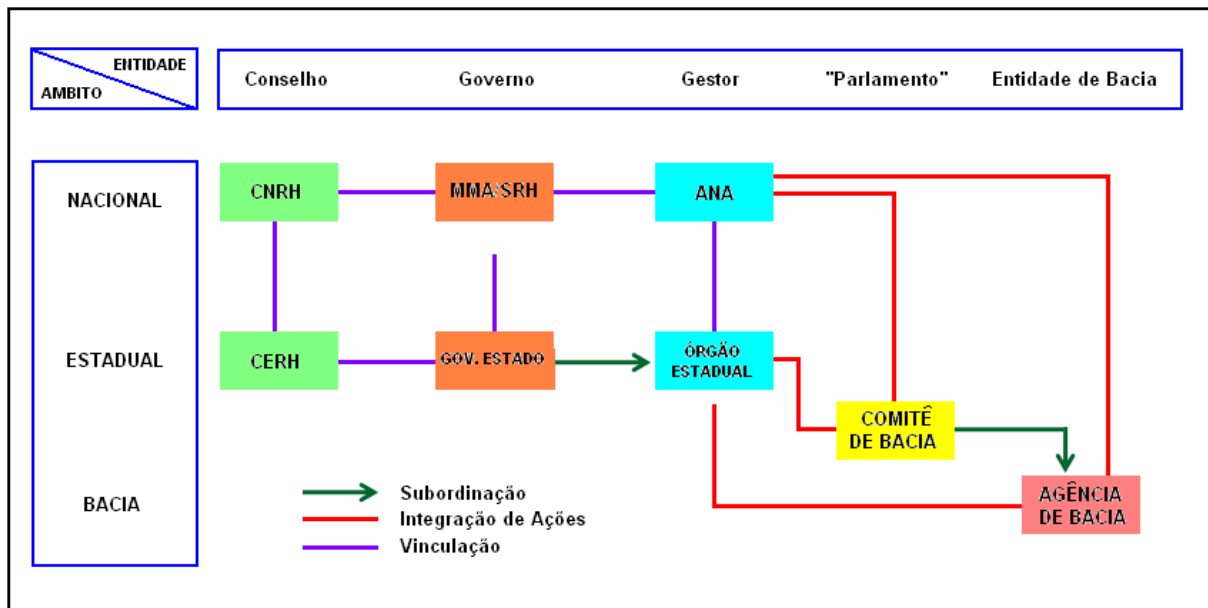 ENTIDADE
AMBITO
Conselho Governo Gestor "Parlamento" Entidade de Bacia
NACIONAL
CNRH
MMA/SRH
ANA
ESTADUAL
CERH
GOV. ESTADO
ÓRGÃO
ESTADUAL
COMITÊ
DE BACIA
BACIA
AGÊNCIA
DE BACIA
Subordinação
Integração de Ações
Vinculação